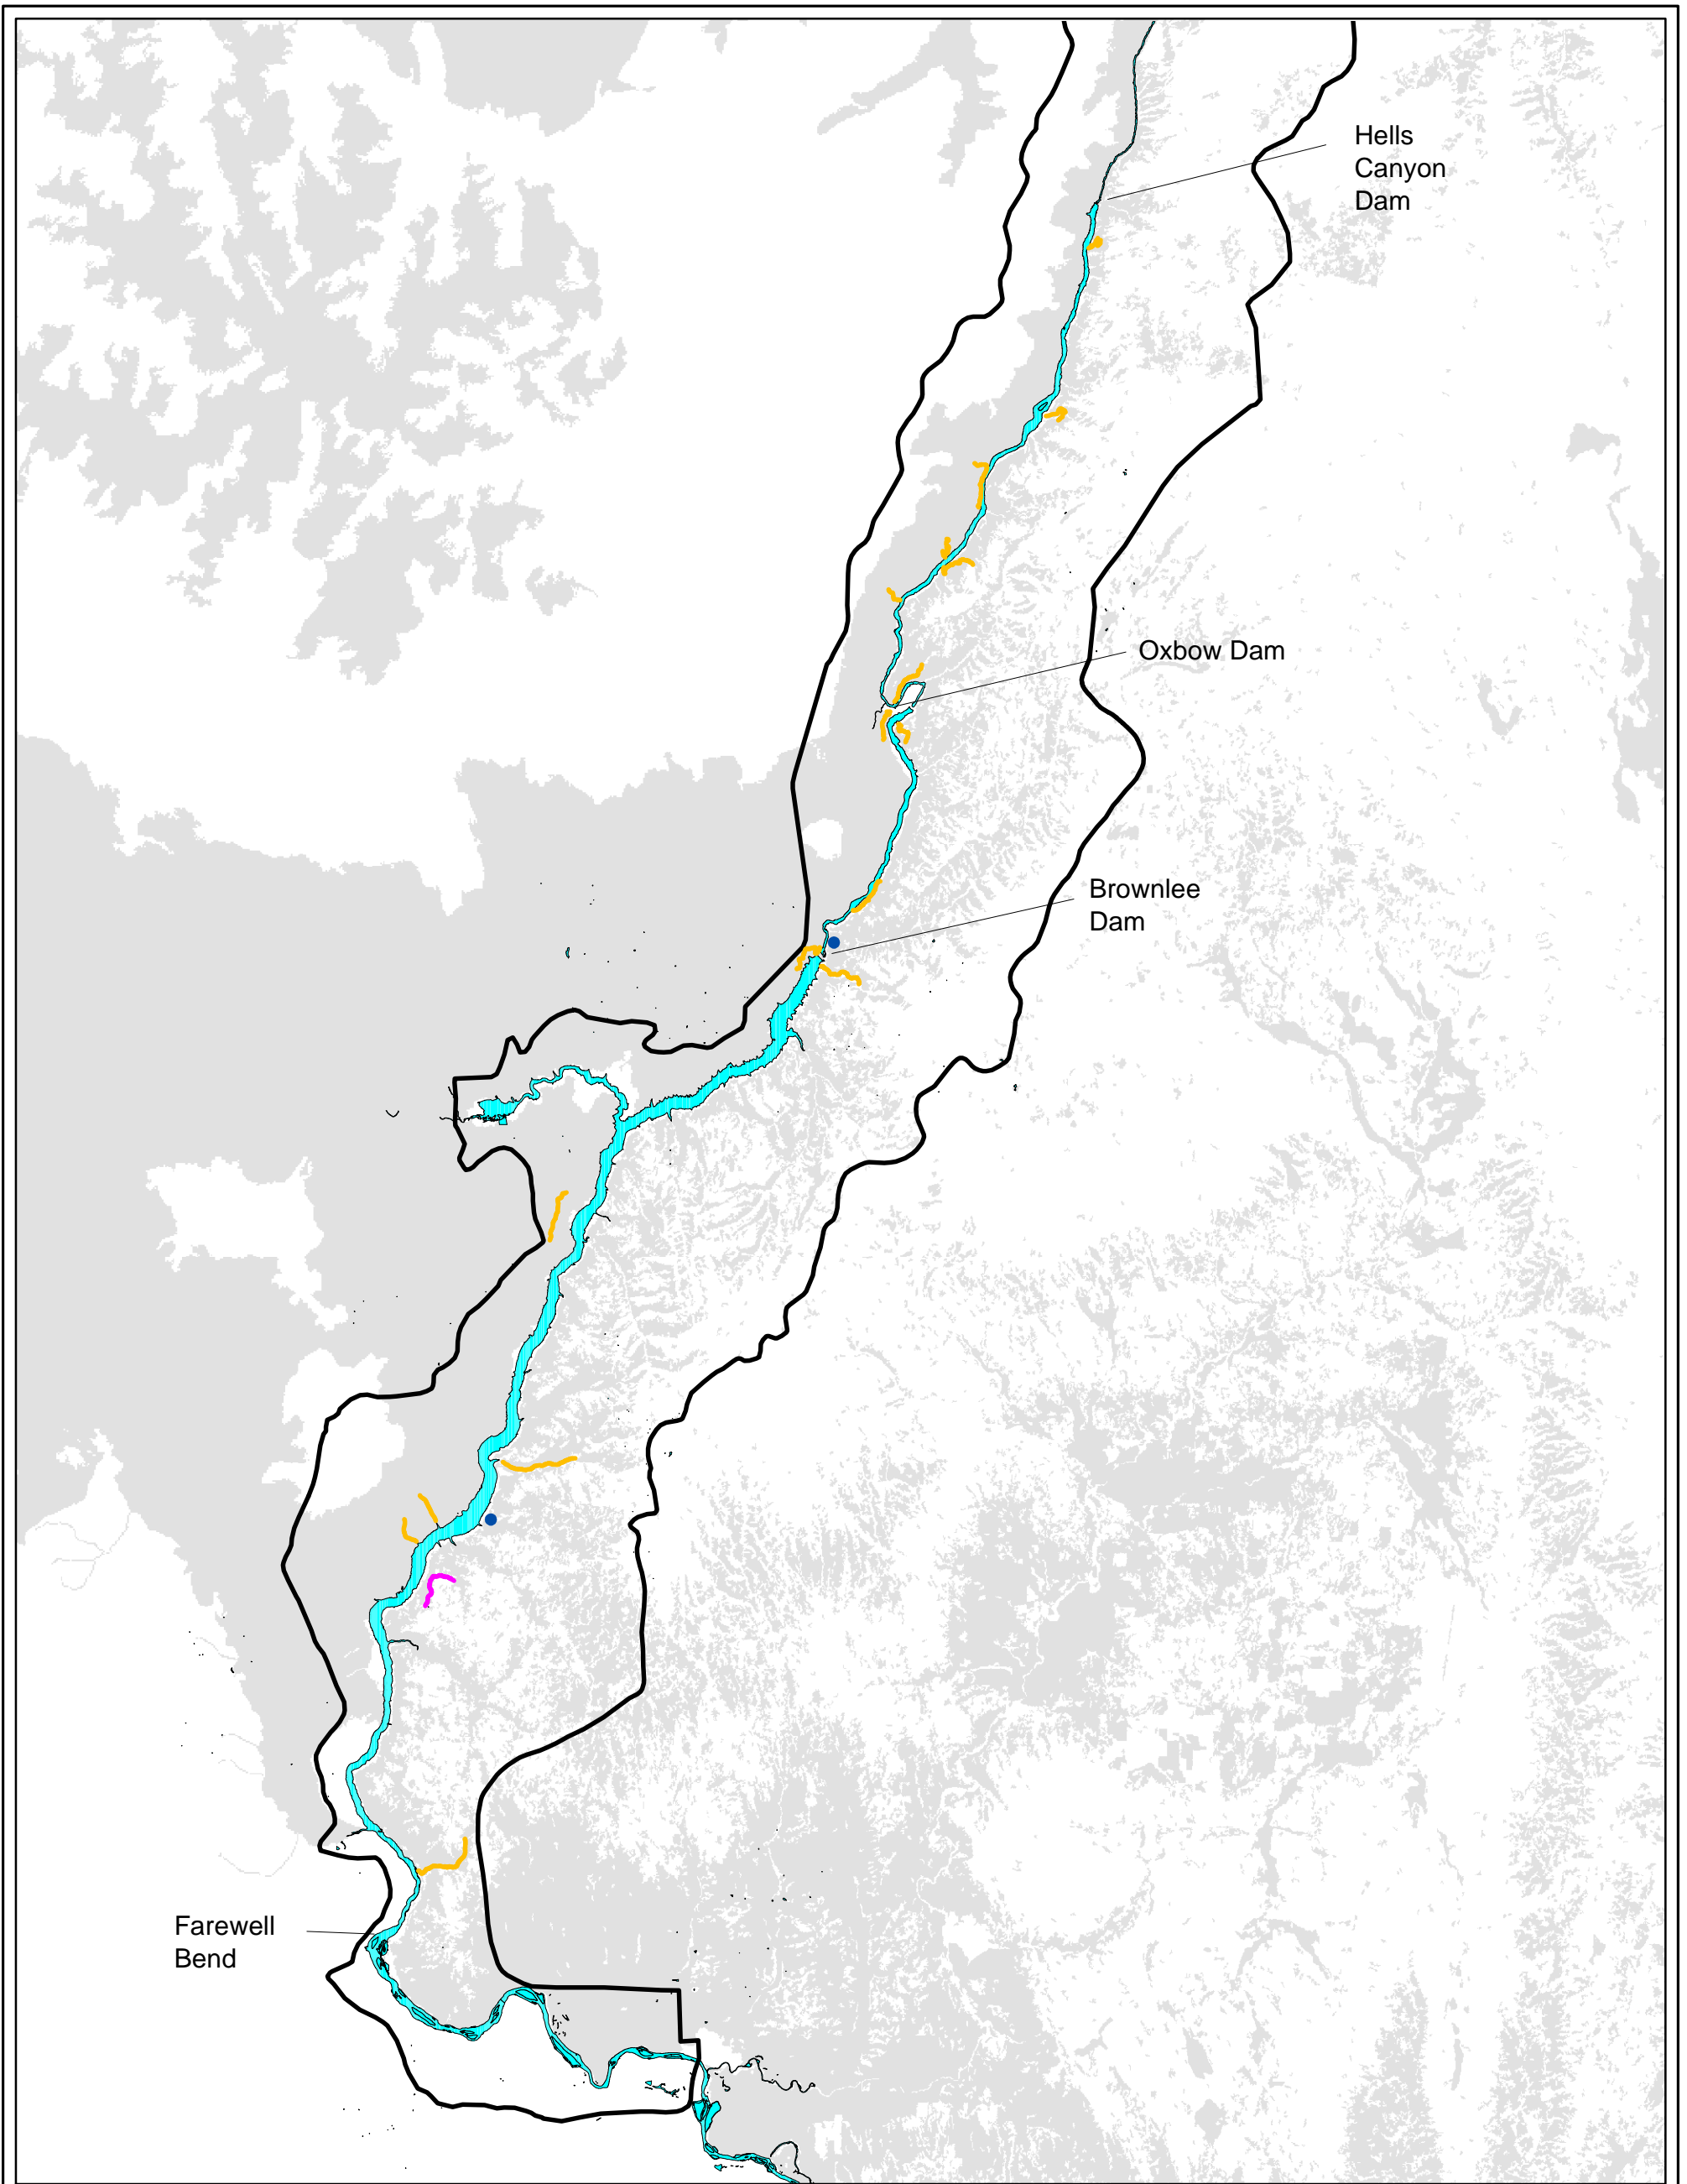 Hells
Canyon
Dam
Oxbow Dam
Brownlee
Dam
Farewell
Bend